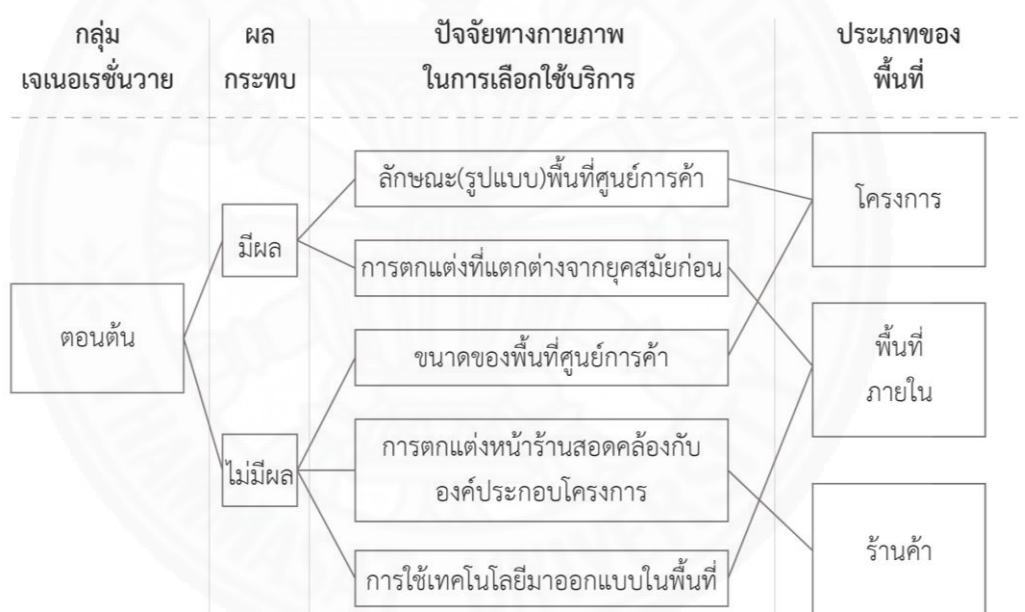 กลุ่ม
เจเนอเรชั่นวาย
ผล
กระทบ
ปัจจัยทางกายภาพ
ในการเลือกใช้บริการ
ประเภทของ
พื้นที่
ตอนต้น
มีผล
ไม่มีผล
ลักษณะ(รูปแบบ)พื้นที่ศูนย์การค้า
การตกแต่งที่แตกต่างจากยุคสมัยก่อน
ขนาดของพื้นที่ศูนย์การค้า
การตกแต่งหน้าร้านสอดคล้องกับ
องค์ประกอบโครงการ
การใช้เทคโนโลยีมาออกแบบในพื้นที่
โครงการ
พื้นที่
ภายใน
ร้านค้า